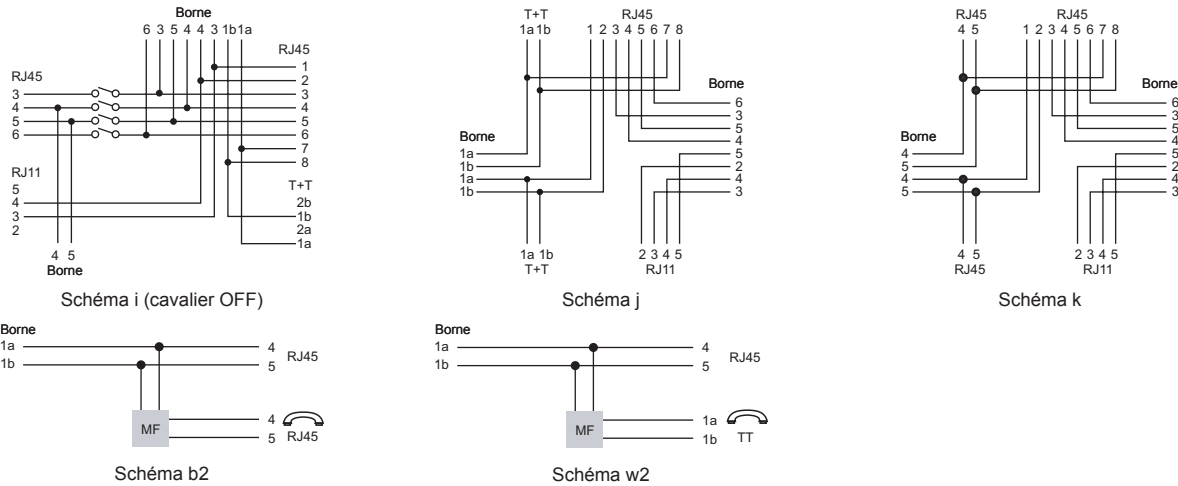 Borne
6 3 5 4 4 3 1b 1a
RJ45
1
2
3
4
5
6
7
8
RJ45
3
4
5
6
RJ11
5
4
3
2
T+T
2b
1b
2a
1a
4 5
Borne
Schéma i (cavalier OFF)
T+T
1a 1b
RJ45
1 2 3 4 5 6 7 8
Borne
6
3
5
4
5
2
4
3
Borne
1a
1b
1a
1b
1a 1b
T+T
2 3 4 5
RJ11
Schéma j
RJ45
4 5
RJ45
1 2 3 4 5 6 7 8
Borne
6
3
5
4
5
2
4
3
Borne
4
5
4
5
4 5
RJ45
2 3 4 5
RJ11
Schéma k
Borne
1a
1b
4
5
RJ45
MF
4
5
RJ45
Schéma b2
Borne
1a
1b
4
5
RJ45
MF
1a
1b
TT
Schéma w2